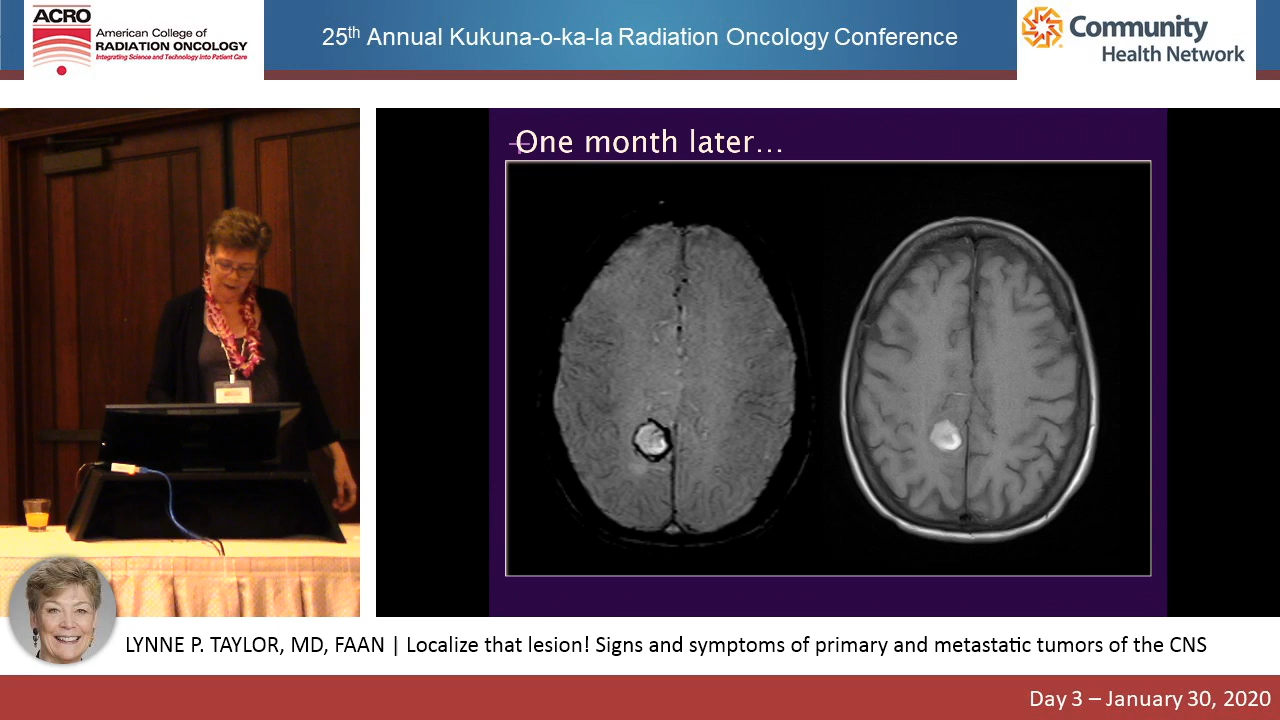 ACRO
American College of
RADIATION ONCOLOGY
Integrating Science and Technology Into Patient Care
25th Annual Kukuna-o-ka-la Radiation Oncology Conference
Community
Health Network
One month later...
LYNNE P. TAYLOR, MD, FAAN | Localize that lesion! Signs and symptoms of primary and metastatic tumors of the CNS
Day 3 – January 30, 2020